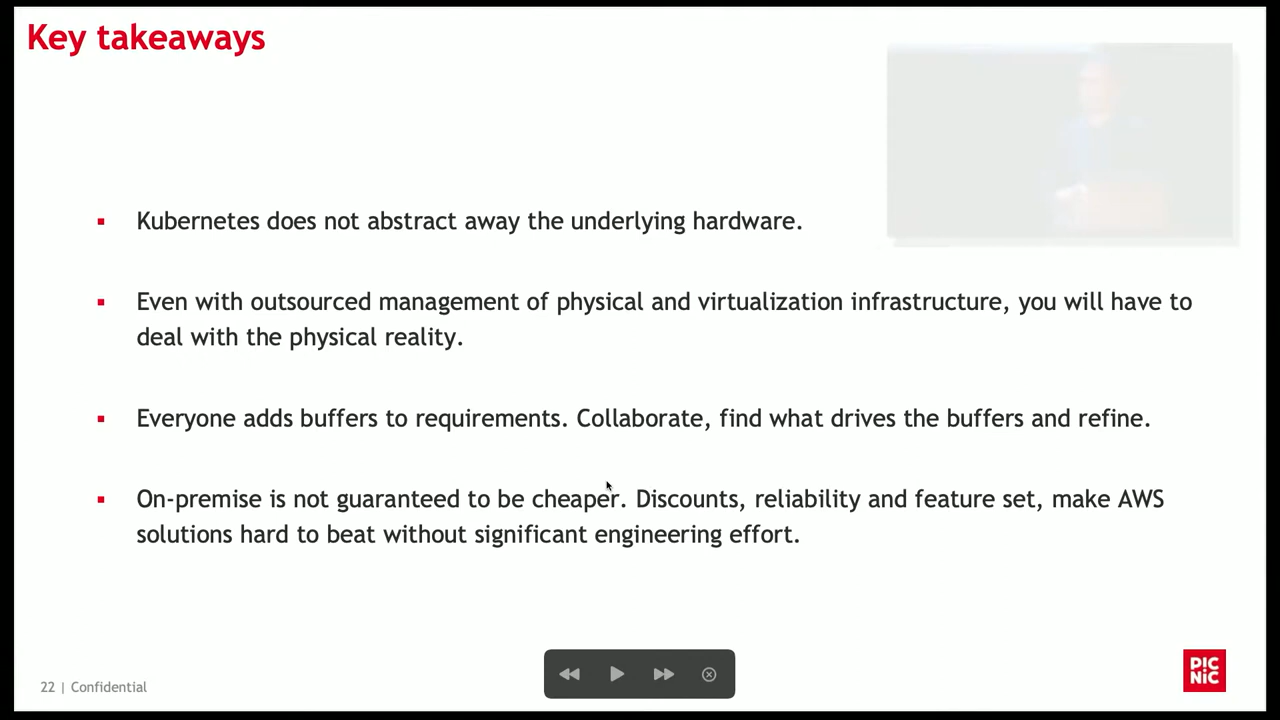 Key takeaways
Kubernetes does not abstract away the underlying hardware.
Even with outsourced management of physical and virtualization infrastructure, you will have to
deal with the physical reality.
Everyone adds buffers to requirements. Collaborate, find what drives the buffers and refine.
On-premise is not guaranteed to be cheaper. Discounts, reliability and feature set, make AWS
solutions hard to beat without significant engineering effort.
22 | Confidential
PIC
NIC